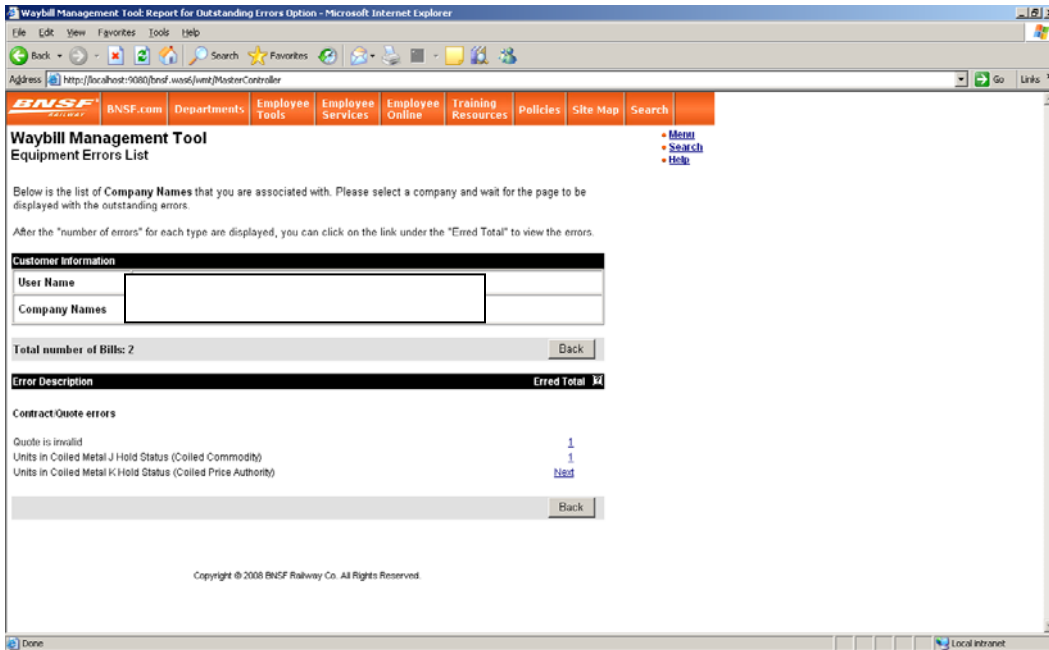 Waybill Management Tool: Report for Outstanding Errors Option - Microsoft Internet Explorer
File Edit View Favorites Tools Help
Back Search Favorites
Address http://localhost:9080/bnsf.was6/wmt/MasterController Go Links
BNSF RAILWAY BNSF.com Departments Employee Tools Employee Services Employee Online Training Resources Policies Site Map Search
Waybill Management Tool
Equipment Errors List
Menu
Search
Help
Below is the list of Company Names that you are associated with. Please select a company and wait for the page to be
displayed with the outstanding errors.
After the "number of errors" for each type are displayed, you can click on the link under the "Erred Total" to view the errors.
Customer Information
User Name
Company Names
Total number of Bills: 2 Back
Error Description Erred Total
Contract/Quote errors
Quote is invalid 1
Units in Coiled Metal J Hold Status (Coiled Commodity) 1
Units in Coiled Metal K Hold Status (Coiled Price Authority) Next
Back
Copyright © 2008 BNSF Railway Co. All Rights Reserved.
Done Local intranet